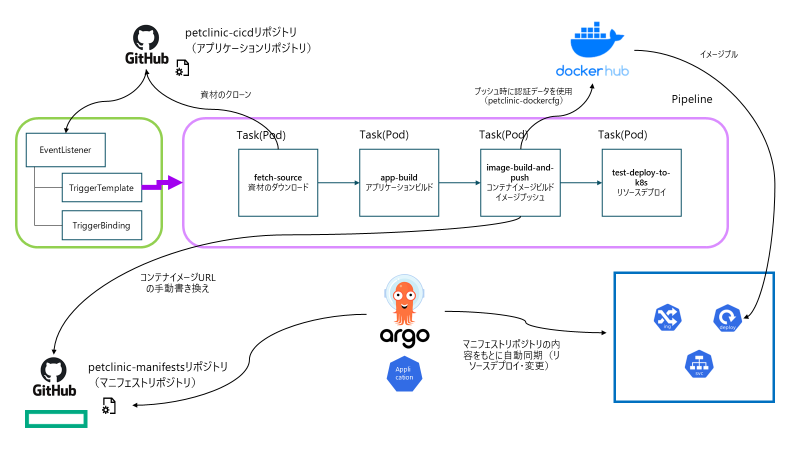 petclinic-cicdリポジトリ
（アプリケーションリポジトリ）
GitHub
資材のクローン
dockerhub
イメージプル
プッシュ時に認証データを使用
（petclinic-dockercfg）
Pipeline
EventListener
TriggerTemplate
TriggerBinding
Task(Pod)
fetch-source
資材のダウンロード
Task(Pod)
app-build
アプリケーションビルド
Task(Pod)
image-build-and-
push
コンテナイメージビルド
イメージプッシュ
Task(Pod)
test-deploy-to-
k8s
リソースデプロイ
コンテナイメージURL
の手動書き換え
GitHub
petclinic-manifestsリポジトリ
（マニフェストリポジトリ）
argo
Appli
cation
マニフェストリポジトリの内
容をもとに自動同期（リ
ソースデプロイ・変更）
ing
deploy
svc